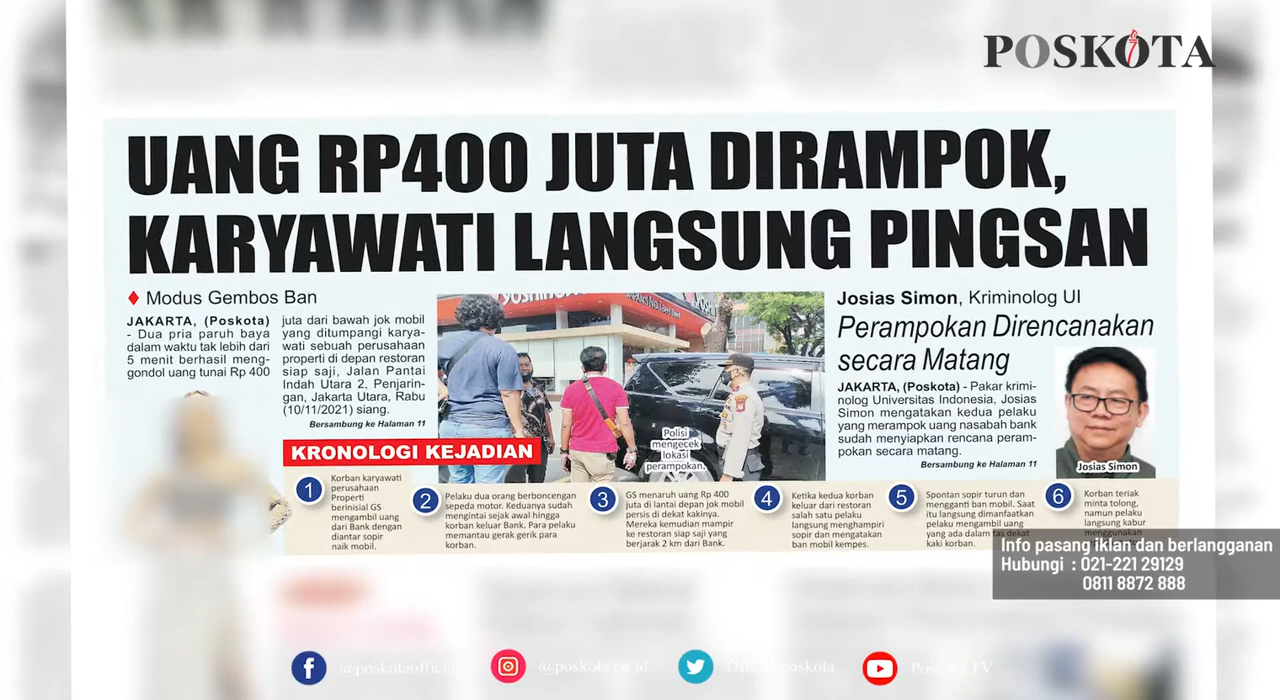 POSKOTA
UANG RP400 JUTA DIRAMPOK,
KARYAWATI LANGSUNG PINGSAN
Modus Gembos Ban
JAKARTA, (Poskota)
- Dua pria paruh baya
dalam waktu tak lebih dari
5 menit berhasil meng-
gondol uang tunai Rp 400
juta dari bawah jok mobil
yang ditumpangi karya-
wati sebuah perusahaan
properti di depan restoran
siap saji, Jalan Pantai
Indah Utara 2, Penjarin-
gan, Jakarta Utara, Rabu
(10/11/2021) siang.
Bersambung ke Halaman 11
Polisi
mengecek
lokasi
perampokan.
Josias Simon, Kriminolog UI
Perampokan Direncanakan
secara Matang
JAKARTA, (Poskota) - Pakar krimi-
nolog Universitas Indonesia, Josias
Simon mengatakan kedua pelaku
yang merampok uang nasabah bank
sudah menyiapkan rencana peram-
pokan secara matang.
Bersambung ke Halaman 11
Josias Simon
KRONOLOGI KEJADIAN
1
Korban karyawati
perusahaan
Properti
berinisial GS
mengambil uang
dari Bank dengan
diantar sopir
naik mobil.
2
Pelaku dua orang berboncengan
sepeda motor. Keduanya sudah
mengintai sejak awal hingga
korban keluar Bank. Para pelaku
memantau gerak gerik para
korban.
3
GS menaruh uang Rp 400
juta di lantai depan jok mobil
persis di dekat kakinya.
Mereka kemudian mampir
ke restoran siap saji yang
berjarak 2 km dari Bank.
4
Ketika kedua korban
keluar dari restoran
salah satu pelaku
langsung menghampiri
sopir dan mengatakan
ban mobil kempes.
5
Spontan sopir turun dan
mengganti ban mobil. Saat
itu langsung dimanfaatkan
pelaku mengambil uang
yang ada dalam tas dekat
kaki korban.
6
Korban teriak
minta tolong,
namun pelaku
langsung kabur
menggunakan
Info pasang iklan dan berlangganan
Hubungi : 021-221 29129
0811 8872 888
@poskota.co.id